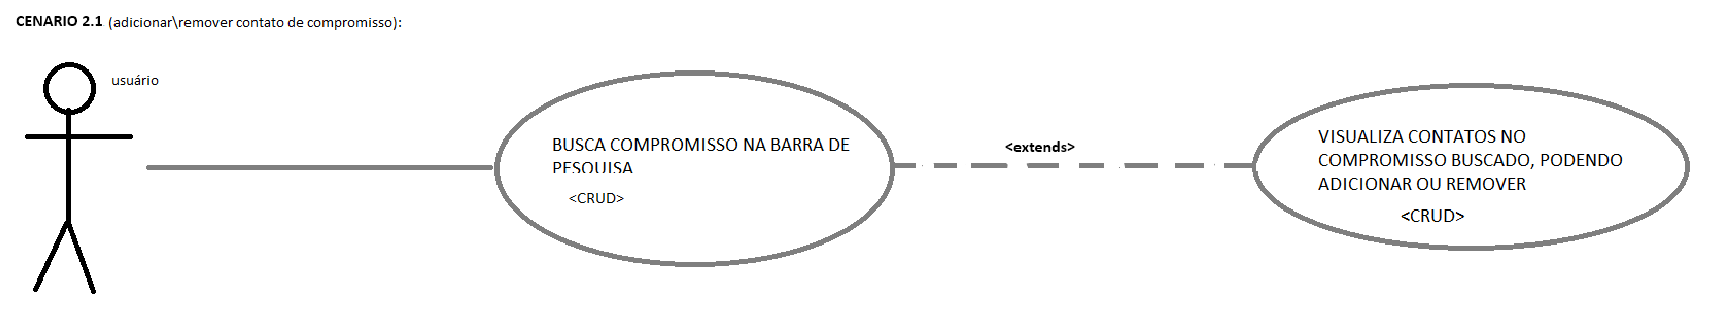 CENARIO 2.1 (adicionar\remover contato de compromisso):
usuário
BUSCA COMPROMISSO NA BARRA DE
PESQUISA
<CRUD>
<extends>
VISUALIZA CONTATOS NO
COMPROMISSO BUSCADO, PODENDO
ADICIONAR OU REMOVER
<CRUD>